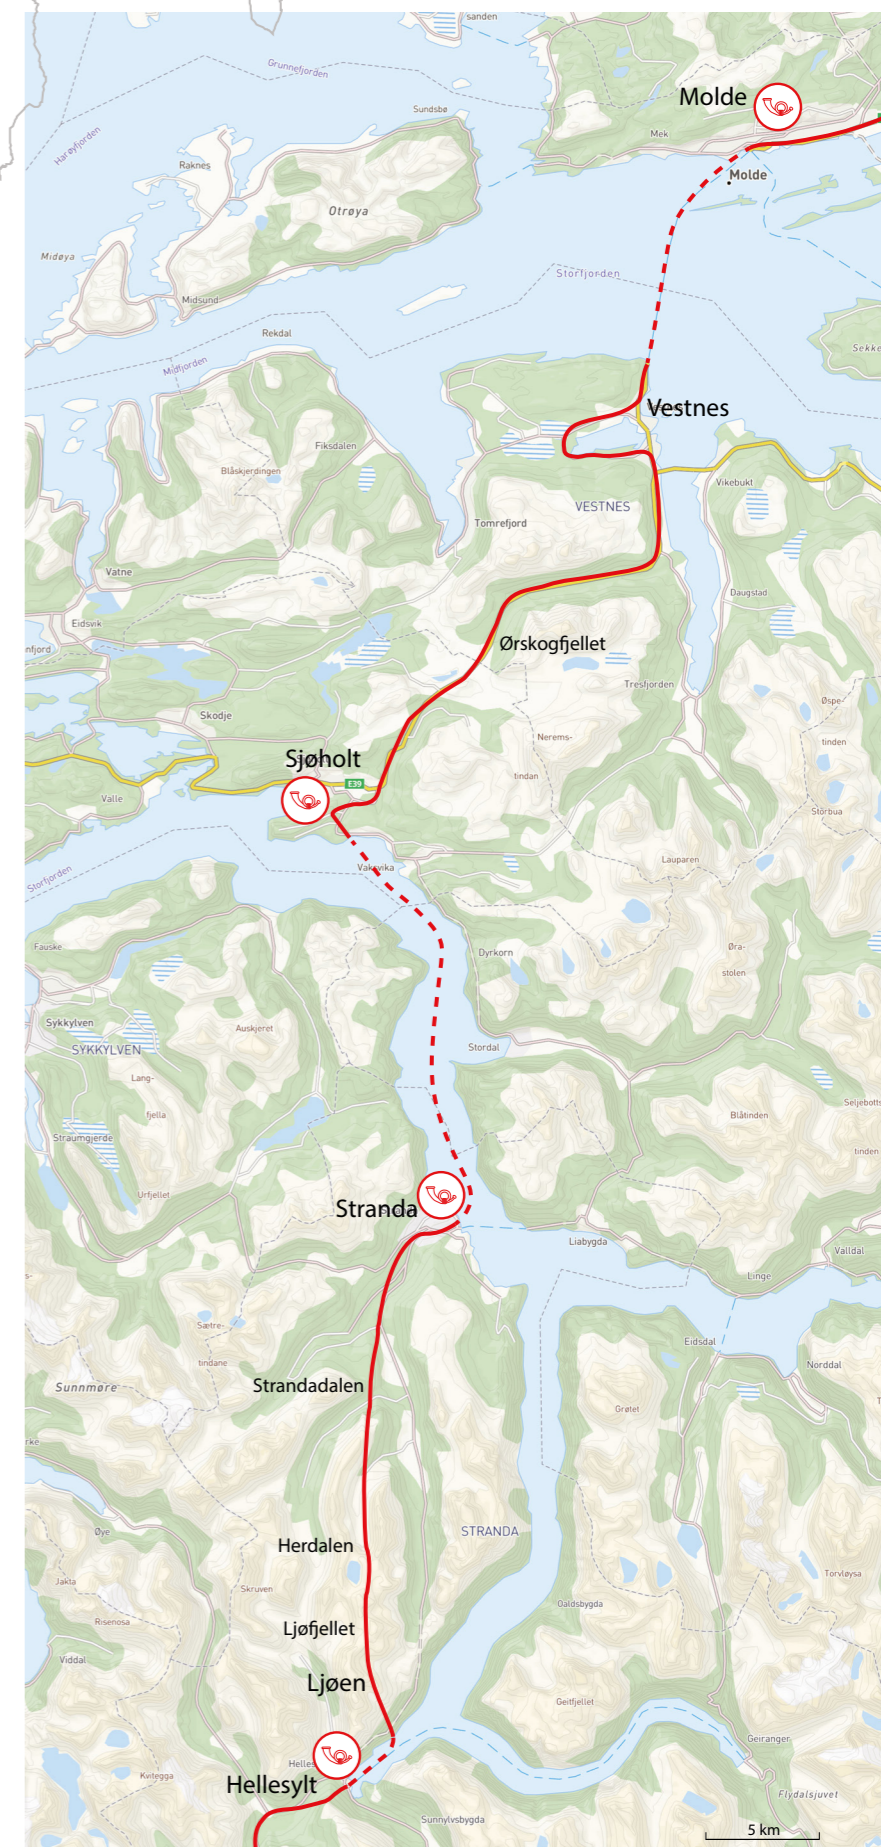 sanden
Grunnefjorden
Molde
Sundsbø
Harøyfjorden
Mek
Raknes
Molde
Otrøya
Midøya
Storfjorden
Midsund
Rekdal
Sekke
Midfjorden
Vestnes
Fiksdalen
Blåskjerdingen
Vikebukt
VESTNES
Tomrefjord
Vatne
Daugstad
Eidsvik
Ørskogfjellet
nfjord
Tresfjorden
Skodje
Øspe-
tinden
Nerems-
tindan
Sjøholt
E39
Valle
Storbua
Lauparen
Vaksvika
Storfjorden
Fauske
Dyrkorn
Øra-
stolen
Sykkylven
Auskjeret
SYKKYLVEN
Stordal
Lang-
fjella
Seljebotts
Blåtinden
Straumgjerde
tinden
Urfjellet
Stranda
Liabygda
Valldal
Linge
Sætre-
tindane
Eidsdal
Norddal
Strandadalen
Sunnmøre
Grøtet
rke
STRANDA
Øye
Herdalen
Torvløysa
Jakta
Skruven
Oaldsbygda
Risenosa
Ljøfjellet
Viddal
Ljøen
Geitfjellet
Geiranger
Helles
Kvitegga
Hellesylt
Flydalsjuvet
Sunnylvsbygda
5 km